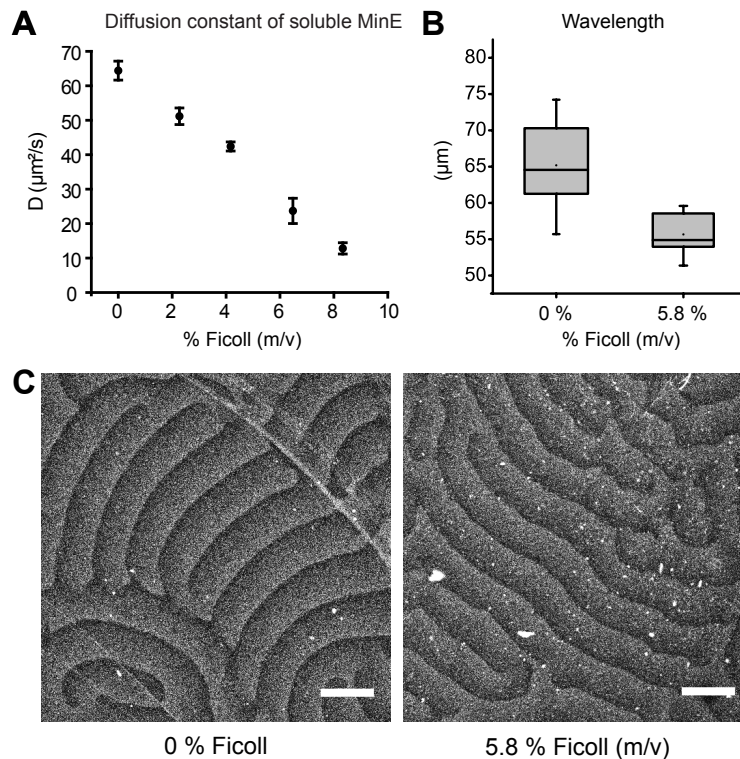 A
Diffusion constant of soluble MinE
D (µm²/s)
70
60
50
40
30
20
10
0
0 2 4 6 8 10
% Ficoll (m/v)
B
Wavelength
(µm)
80
75
70
65
60
55
50
0 % 5.8 %
% Ficoll (m/v)
C
0 % Ficoll
5.8 % Ficoll (m/v)